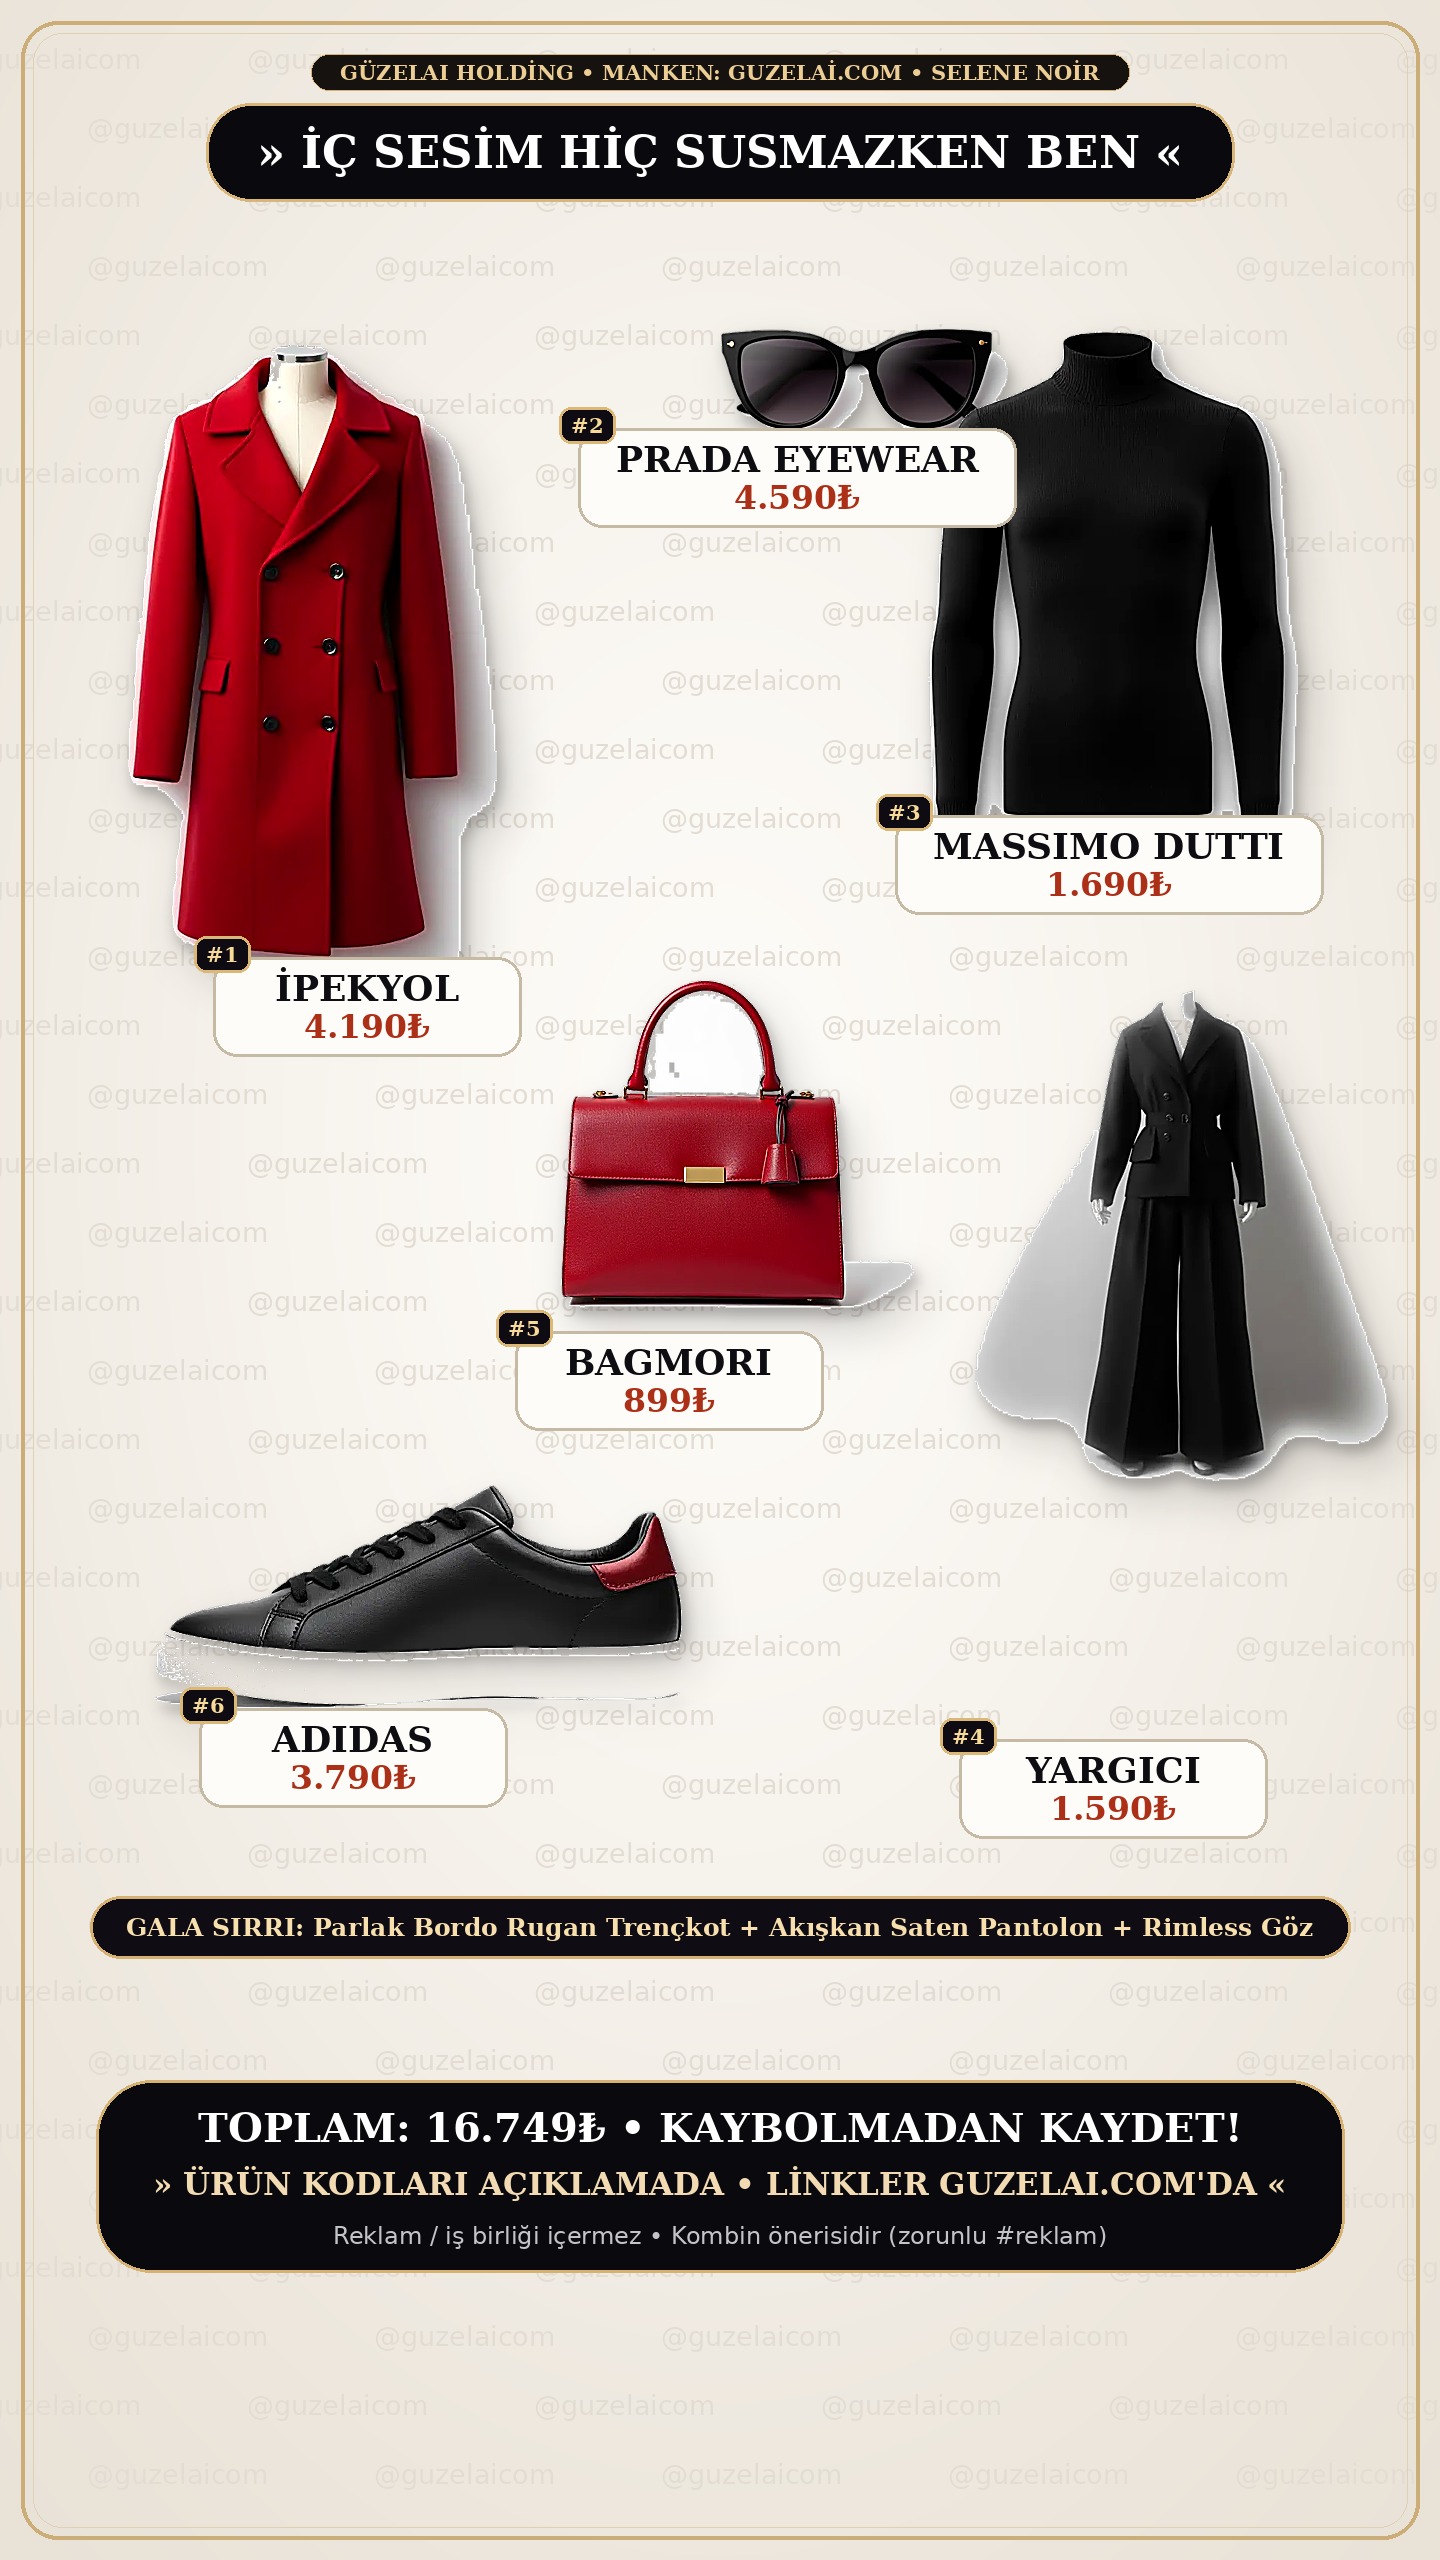 GÜZELAI HOLDİNG • MANKEN: GUZELAİ.COM • SELENE NOİR
» İÇ SESİM HİÇ SUSMAZKEN BEN «
#2
PRADA EYEWEAR
4.590₺
#3
MASSIMO DUTTI
1.690₺
#1
İPEKYOL
4.190₺
#5
BAGMORI
899₺
#6
ADIDAS
3.790₺
#4
YARGICI
1.590₺
GALA SIRRI: Parlak Bordo Rugan Trençkot + Akışkan Saten Pantolon + Rimless Göz
TOPLAM: 16.749₺ • KAYBOLMADAN KAYDET!
» ÜRÜN KODLARI AÇIKLAMADA • LİNKLER GUZELAI.COM'DA «
Reklam / iş birliği içermez • Kombin önerisidir (zorunlu #reklam)
@guzelaicom